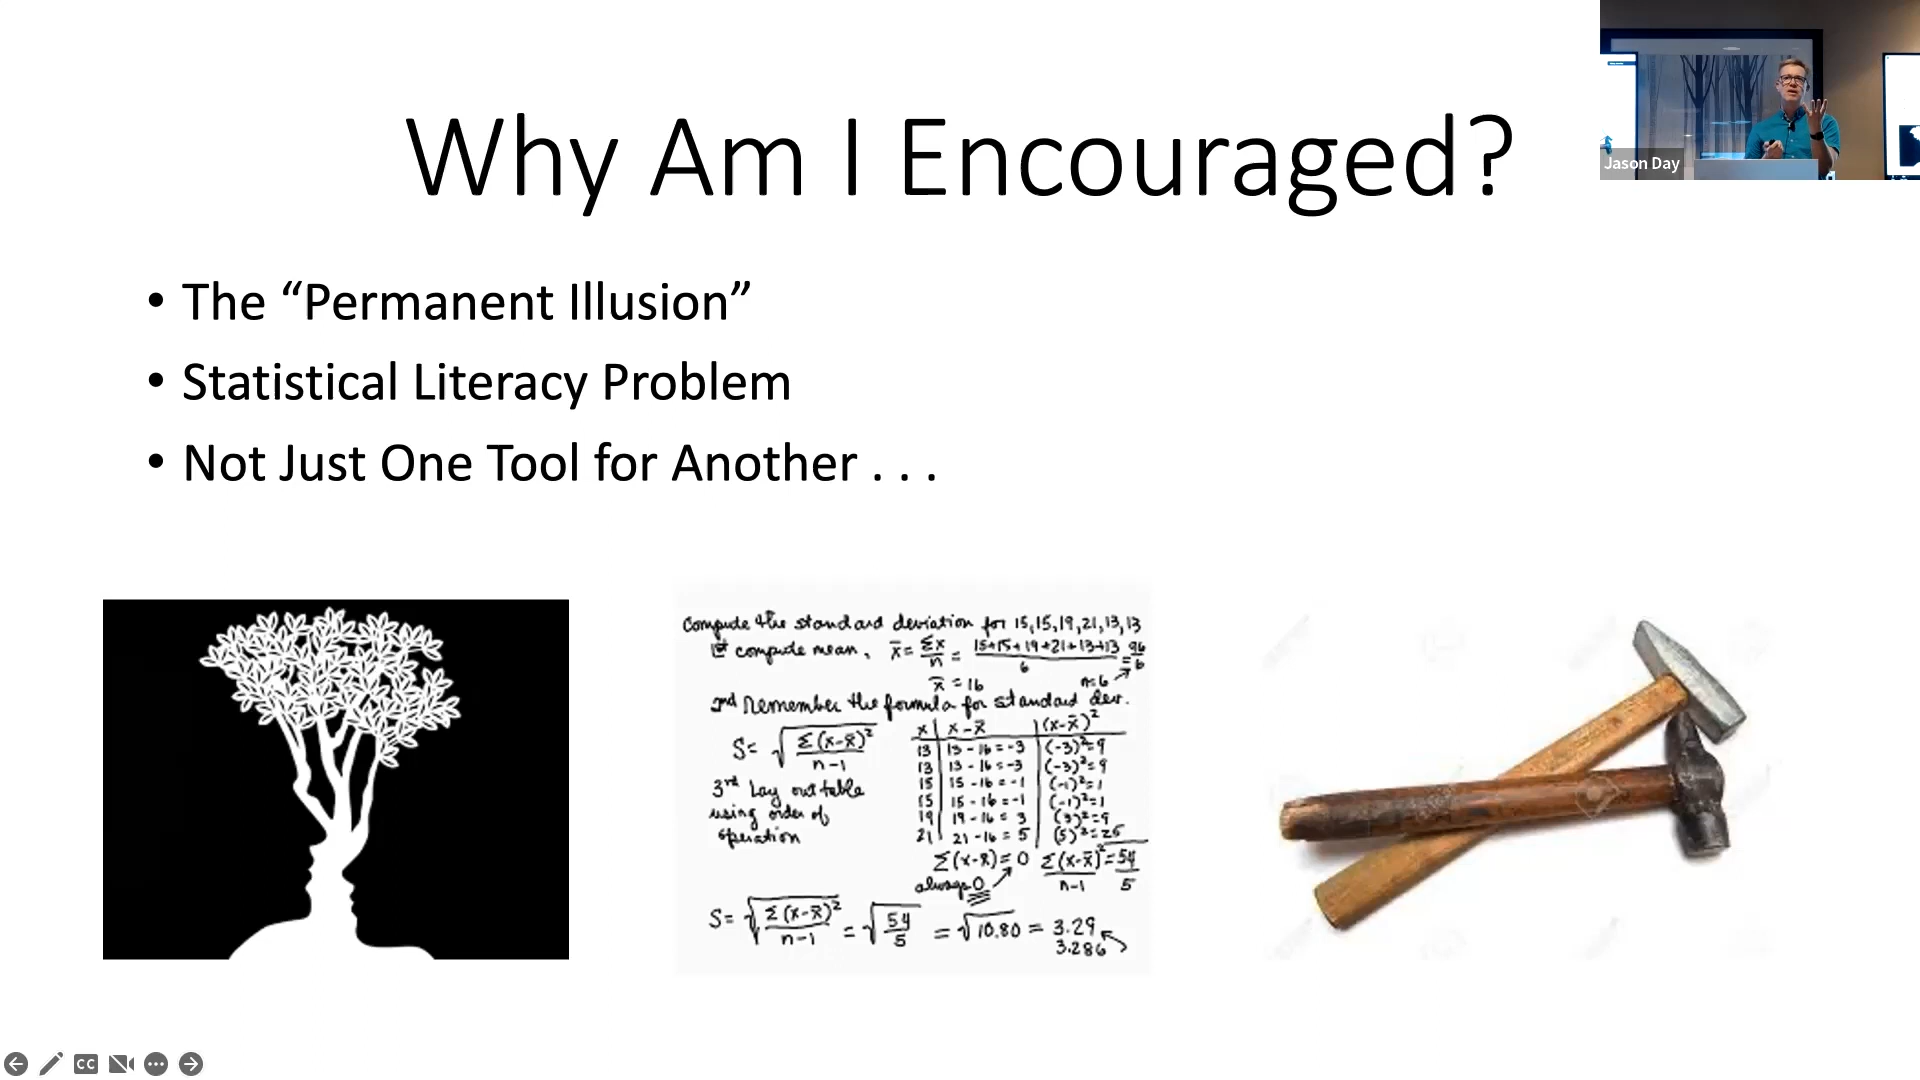 Why Am I Encouraged?
Jason Day
• The “Permanent Illusion”
• Statistical Literacy Problem
• Not Just One Tool for Another . . .
Compute the standard deviation for 15,15,19,21,13,13
1st compute mean, x̄ = Σx/n = 15+15+19+21+13+13/6 = 96/6
x̄ = 16 n=6
2nd Remember the formula for standard dev.
S= √Σ(x-x̄)²/n-1
3rd Lay out table
using order of
operation
x | x-x̄ | (x-x̄)²
13 | 13-16=-3 | (-3)²=9
13 | 13-16=-3 | (-3)²=9
15 | 15-16=-1 | (-1)²=1
15 | 15-16=-1 | (-1)²=1
19 | 19-16=3 | (3)²=9
21 | 21-16=5 | (5)²=25
Σ(x-x̄)=0 Σ(x-x̄)²/n-1 = 54/5
always 0
S= √Σ(x-x̄)²/n-1 = √54/5 = √10.80 = 3.29
3.286
CC